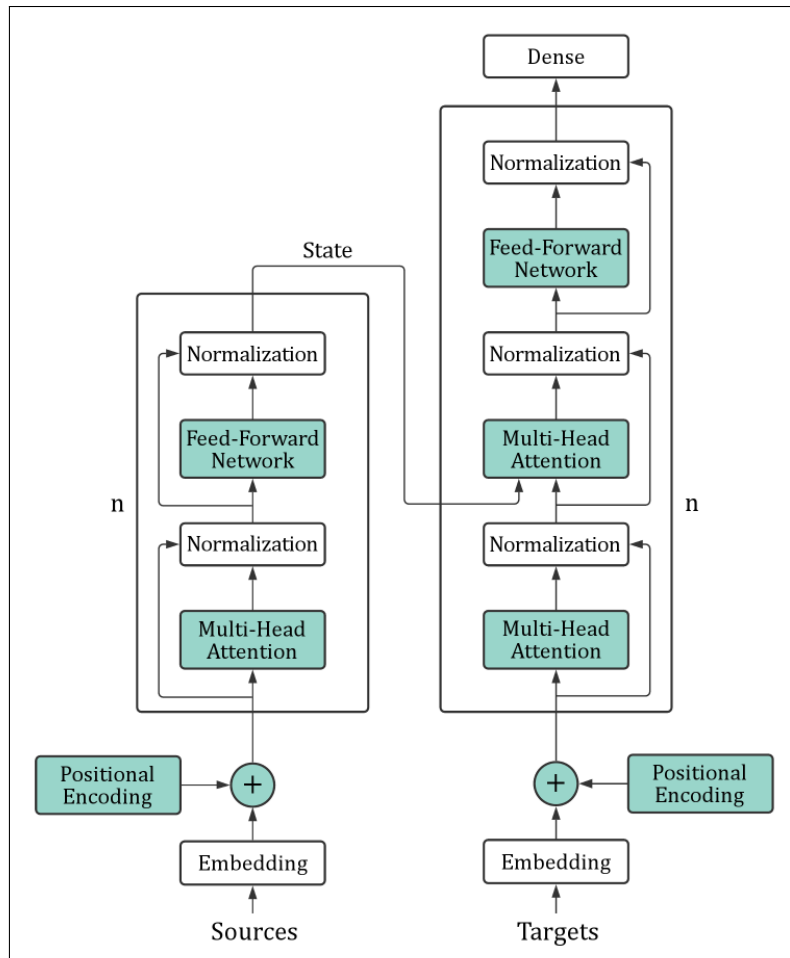 Dense
Normalization
Feed-Forward
Network
Normalization
Multi-Head
Attention
Normalization
Multi-Head
Attention
n
Positional
Encoding
+
Embedding
Targets
State
Normalization
Feed-Forward
Network
n
Normalization
Multi-Head
Attention
Positional
Encoding
+
Embedding
Sources